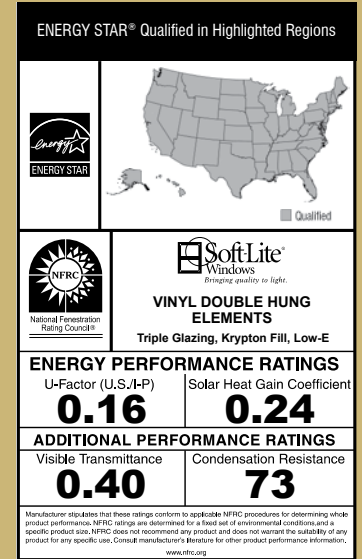 ENERGY STAR® Qualified in Highlighted Regions
energy
ENERGY STAR
Qualified
NFRC
National Fenestration
Rating Council®
Soft-Lite®
Windows
Bringing quality to light.
VINYL DOUBLE HUNG
ELEMENTS
Triple Glazing, Krypton Fill, Low-E
ENERGY PERFORMANCE RATINGS
U-Factor (U.S./I-P)
0.16
Solar Heat Gain Coefficient
0.24
ADDITIONAL PERFORMANCE RATINGS
Visible Transmittance
0.40
Condensation Resistance
73
Manufacturer stipulates that these ratings conform to applicable NFRC procedures for determining whole
product performance. NFRC ratings are determined for a fixed set of environmental conditions,and a
specific product size. NFRC does not recommend any product and does not warrant the suitability of any
product for any specific use. Consult manufacturer's literature for other product performance information.
www.nfrc.org